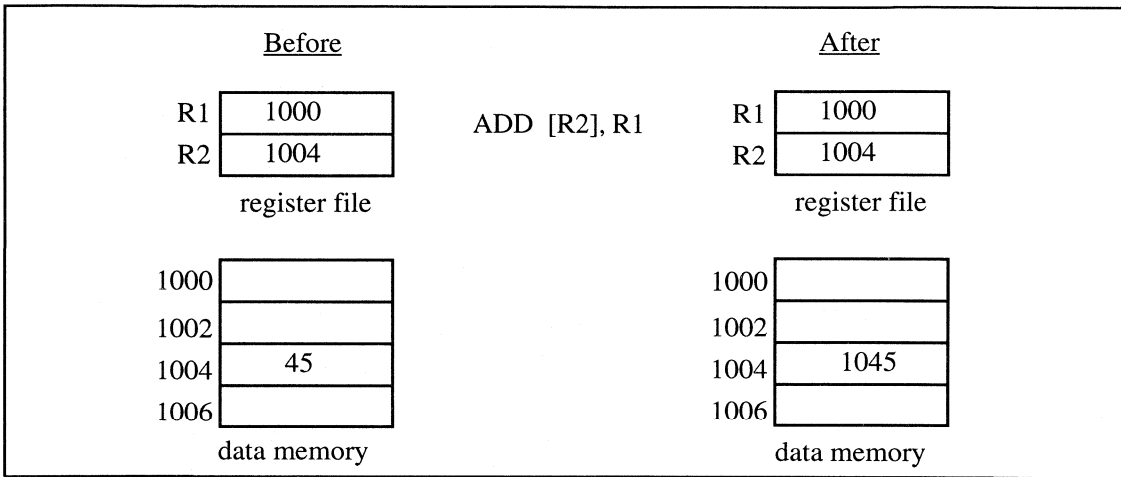 Before
After
R1 1000
R2 1004
register file
ADD [R2], R1
R1 1000
R2 1004
register file
1000
1002
1004 45
1006
data memory
1000
1002
1004 1045
1006
data memory